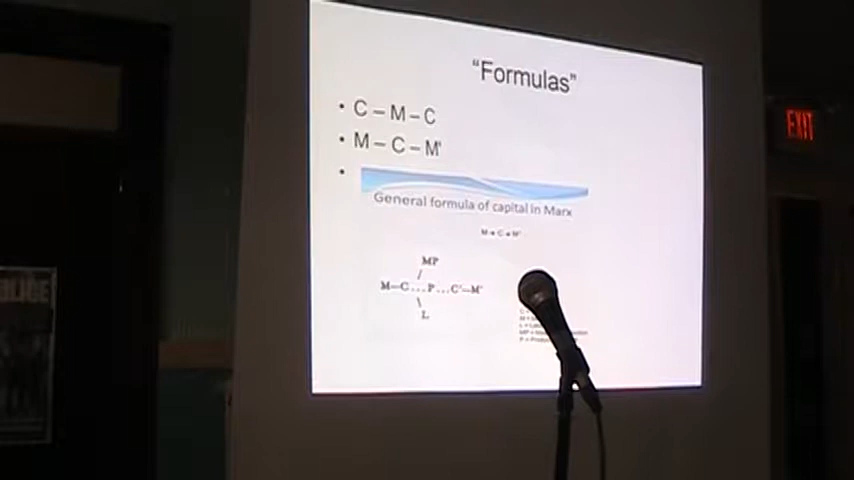 “Formulas”
• C – M – C
• M – C – M'
•
General formula of capital in Marx
MP
/
M–C...P...C'–M'
\
L
EXIT